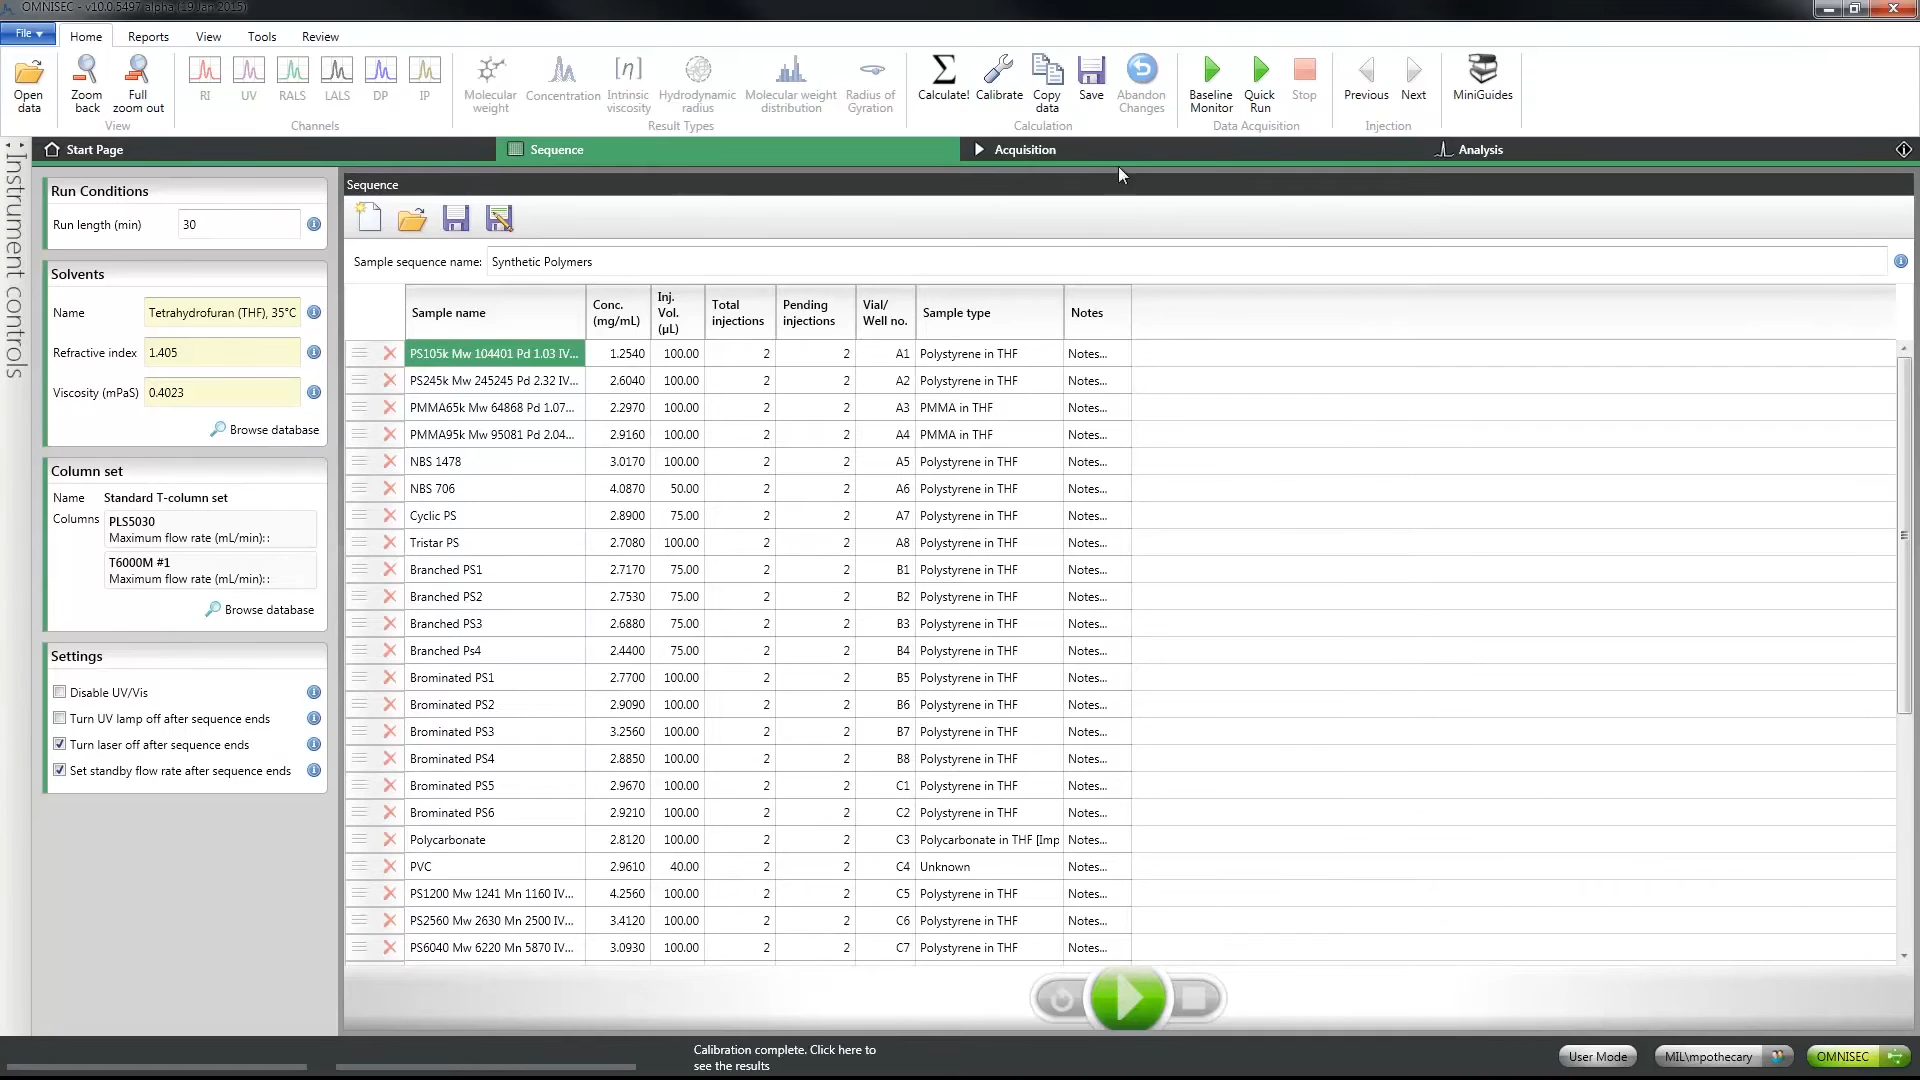 OMNISEC - v10.0.5497 alpha (19 Jan 2015)
File Home Reports View Tools Review
Open data
Zoom back
Full zoom out
View
RI UV RALS LALS DP IP
Channels
Molecular weight
Concentration
Intrinsic viscosity
Hydrodynamic radius
Molecular weight distribution
Radius of Gyration
Result Types
Calculate!
Calibrate
Copy data
Save
Abandon Changes
Calculation
Baseline Monitor
Quick Run
Stop
Data Acquisition
Previous Next
Injection
MiniGuides
Start Page Sequence Acquisition Analysis
Instrument controls
Run Conditions
Run length (min) 30
Solvents
Name Tetrahydrofuran (THF), 35°C
Refractive index 1.405
Viscosity (mPaS) 0.4023
Browse database
Column set
Name Standard T-column set
Columns PLS5030
Maximum flow rate (mL/min)::
T6000M #1
Maximum flow rate (mL/min)::
Browse database
Settings
Disable UV/Vis
Turn UV lamp off after sequence ends
Turn laser off after sequence ends
Set standby flow rate after sequence ends
Sequence
Sample sequence name: Synthetic Polymers
Sample name Conc. (mg/mL) Inj. Vol. (µL) Total injections Pending injections Vial/ Well no. Sample type Notes
PS105k Mw 104401 Pd 1.03 IV... 1.2540 100.00 2 2 A1 Polystyrene in THF Notes...
PS245k Mw 245245 Pd 2.32 IV... 2.6040 100.00 2 2 A2 Polystyrene in THF Notes...
PMMA65k Mw 64868 Pd 1.07... 2.2970 100.00 2 2 A3 PMMA in THF Notes...
PMMA95k Mw 95081 Pd 2.04... 2.9160 100.00 2 2 A4 PMMA in THF Notes...
NBS 1478 3.0170 100.00 2 2 A5 Polystyrene in THF Notes...
NBS 706 4.0870 50.00 2 2 A6 Polystyrene in THF Notes...
Cyclic PS 2.8900 75.00 2 2 A7 Polystyrene in THF Notes...
Tristar PS 2.7080 100.00 2 2 A8 Polystyrene in THF Notes...
Branched PS1 2.7170 75.00 2 2 B1 Polystyrene in THF Notes...
Branched PS2 2.7530 75.00 2 2 B2 Polystyrene in THF Notes...
Branched PS3 2.6880 75.00 2 2 B3 Polystyrene in THF Notes...
Branched Ps4 2.4400 75.00 2 2 B4 Polystyrene in THF Notes...
Brominated PS1 2.7700 100.00 2 2 B5 Polystyrene in THF Notes...
Brominated PS2 2.9090 100.00 2 2 B6 Polystyrene in THF Notes...
Brominated PS3 3.2560 100.00 2 2 B7 Polystyrene in THF Notes...
Brominated PS4 2.8850 100.00 2 2 B8 Polystyrene in THF Notes...
Brominated PS5 2.9670 100.00 2 2 C1 Polystyrene in THF Notes...
Brominated PS6 2.9210 100.00 2 2 C2 Polystyrene in THF Notes...
Polycarbonate 2.8120 100.00 2 2 C3 Polycarbonate in THF [Imp Notes...
PVC 2.9610 40.00 2 2 C4 Unknown Notes...
PS1200 Mw 1241 Mn 1160 IV... 4.2560 100.00 2 2 C5 Polystyrene in THF Notes...
PS2560 Mw 2630 Mn 2500 IV... 3.4120 100.00 2 2 C6 Polystyrene in THF Notes...
PS6040 Mw 6220 Mn 5870 IV... 3.0930 100.00 2 2 C7 Polystyrene in THF Notes...
Calibration complete. Click here to
see the results
User Mode MIL\mpothecary OMNISEC